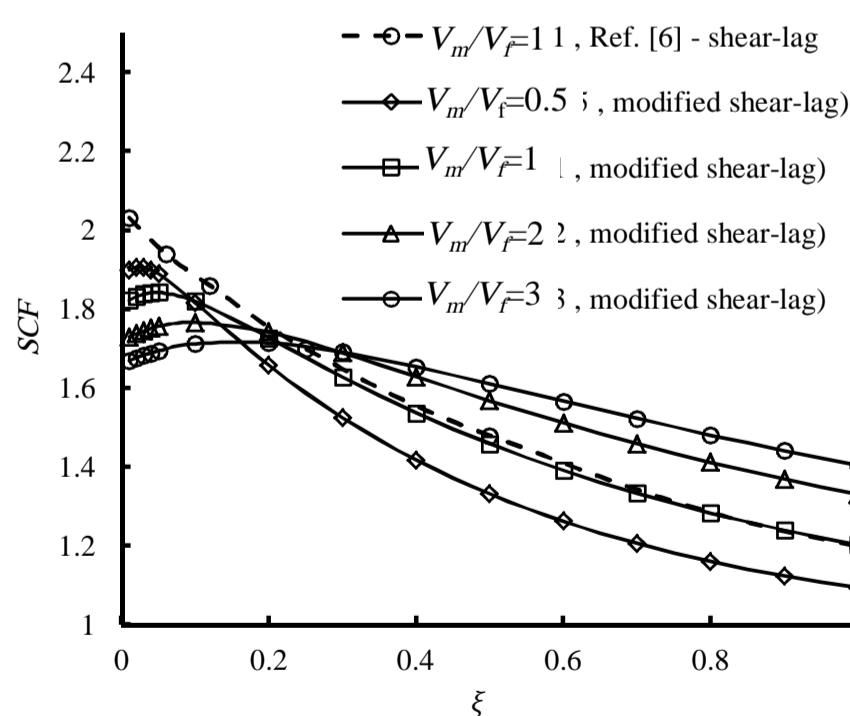 V_m/V_f=1 1 , Ref. [6] - shear-lag
2.4
V_m/V_f=0.5 5 , modified shear-lag)
2.2
V_m/V_f=1 , modified shear-lag)
2
V_m/V_f=2 2 , modified shear-lag)
V_m/V_f=3 3 , modified shear-lag)
1.8
SCF
1.6
1.4
1.2
1
0 0.2 0.4 0.6 0.8
ξ